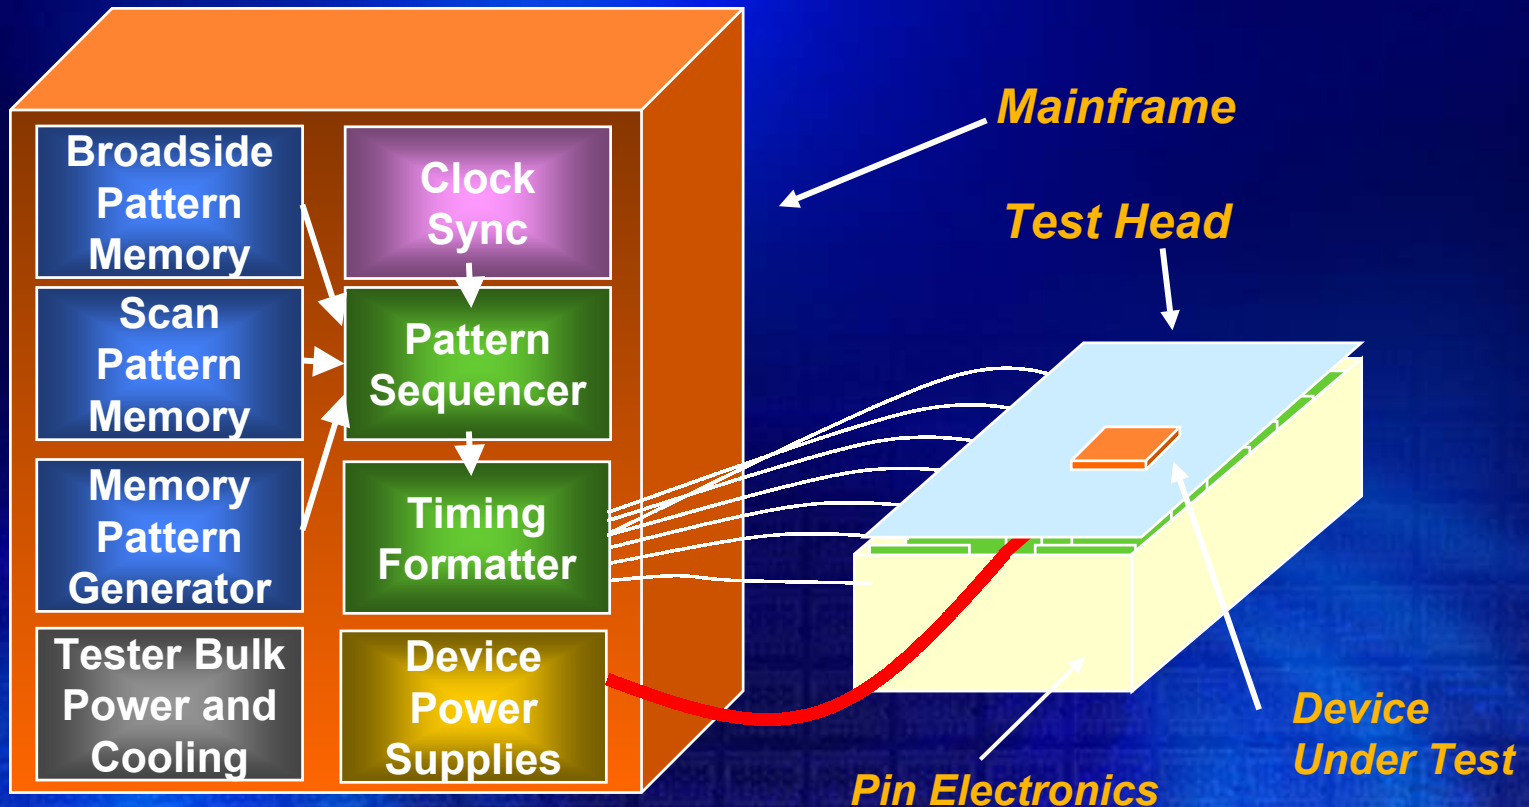 Broadside
Pattern
Memory
Clock
Sync
Scan
Pattern
Memory
Pattern
Sequencer
Memory
Pattern
Generator
Timing
Formatter
Tester Bulk
Power and
Cooling
Device
Power
Supplies
Mainframe
Test Head
Device
Under Test
Pin Electronics